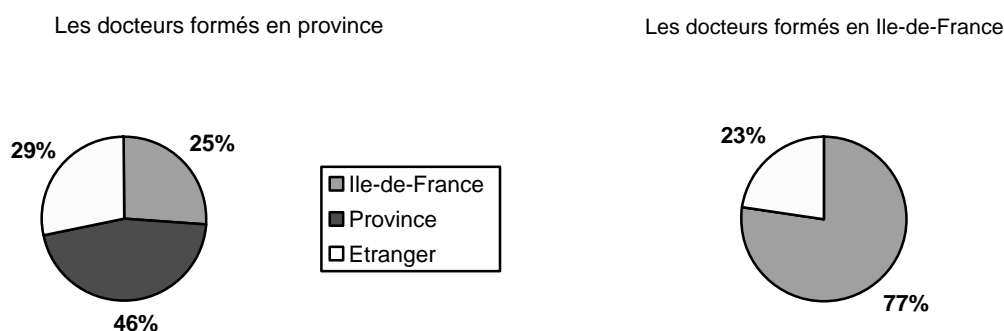 Les docteurs formés en province
Les docteurs formés en Ile-de-France
29%
25%
46%
Ile-de-France
Province
Etranger
23%
77%